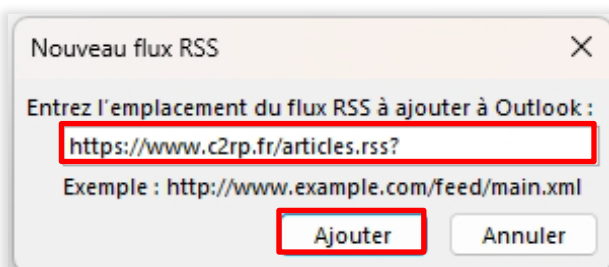 Nouveau flux RSS
Entrez l'emplacement du flux RSS à ajouter à Outlook :
https://www.c2rp.fr/articles.rss?
Exemple : http://www.example.com/feed/main.xml
Ajouter Annuler